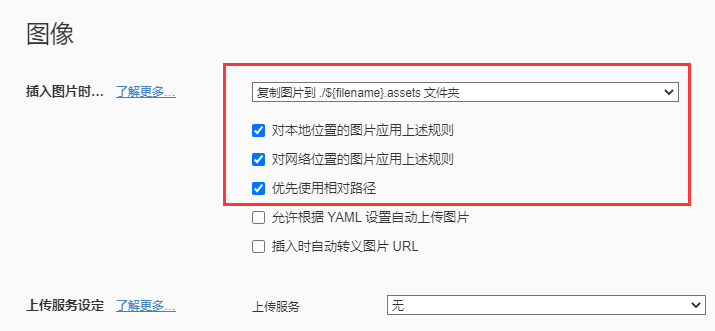 图像
插入图片时… 了解更多… 复制图片到 ./${filename}.assets 文件夹
对本地位置的图片应用上述规则
对网络位置的图片应用上述规则
优先使用相对路径
允许根据 YAML 设置自动上传图片
插入时自动转义图片 URL
上传服务设定 了解更多… 上传服务 无